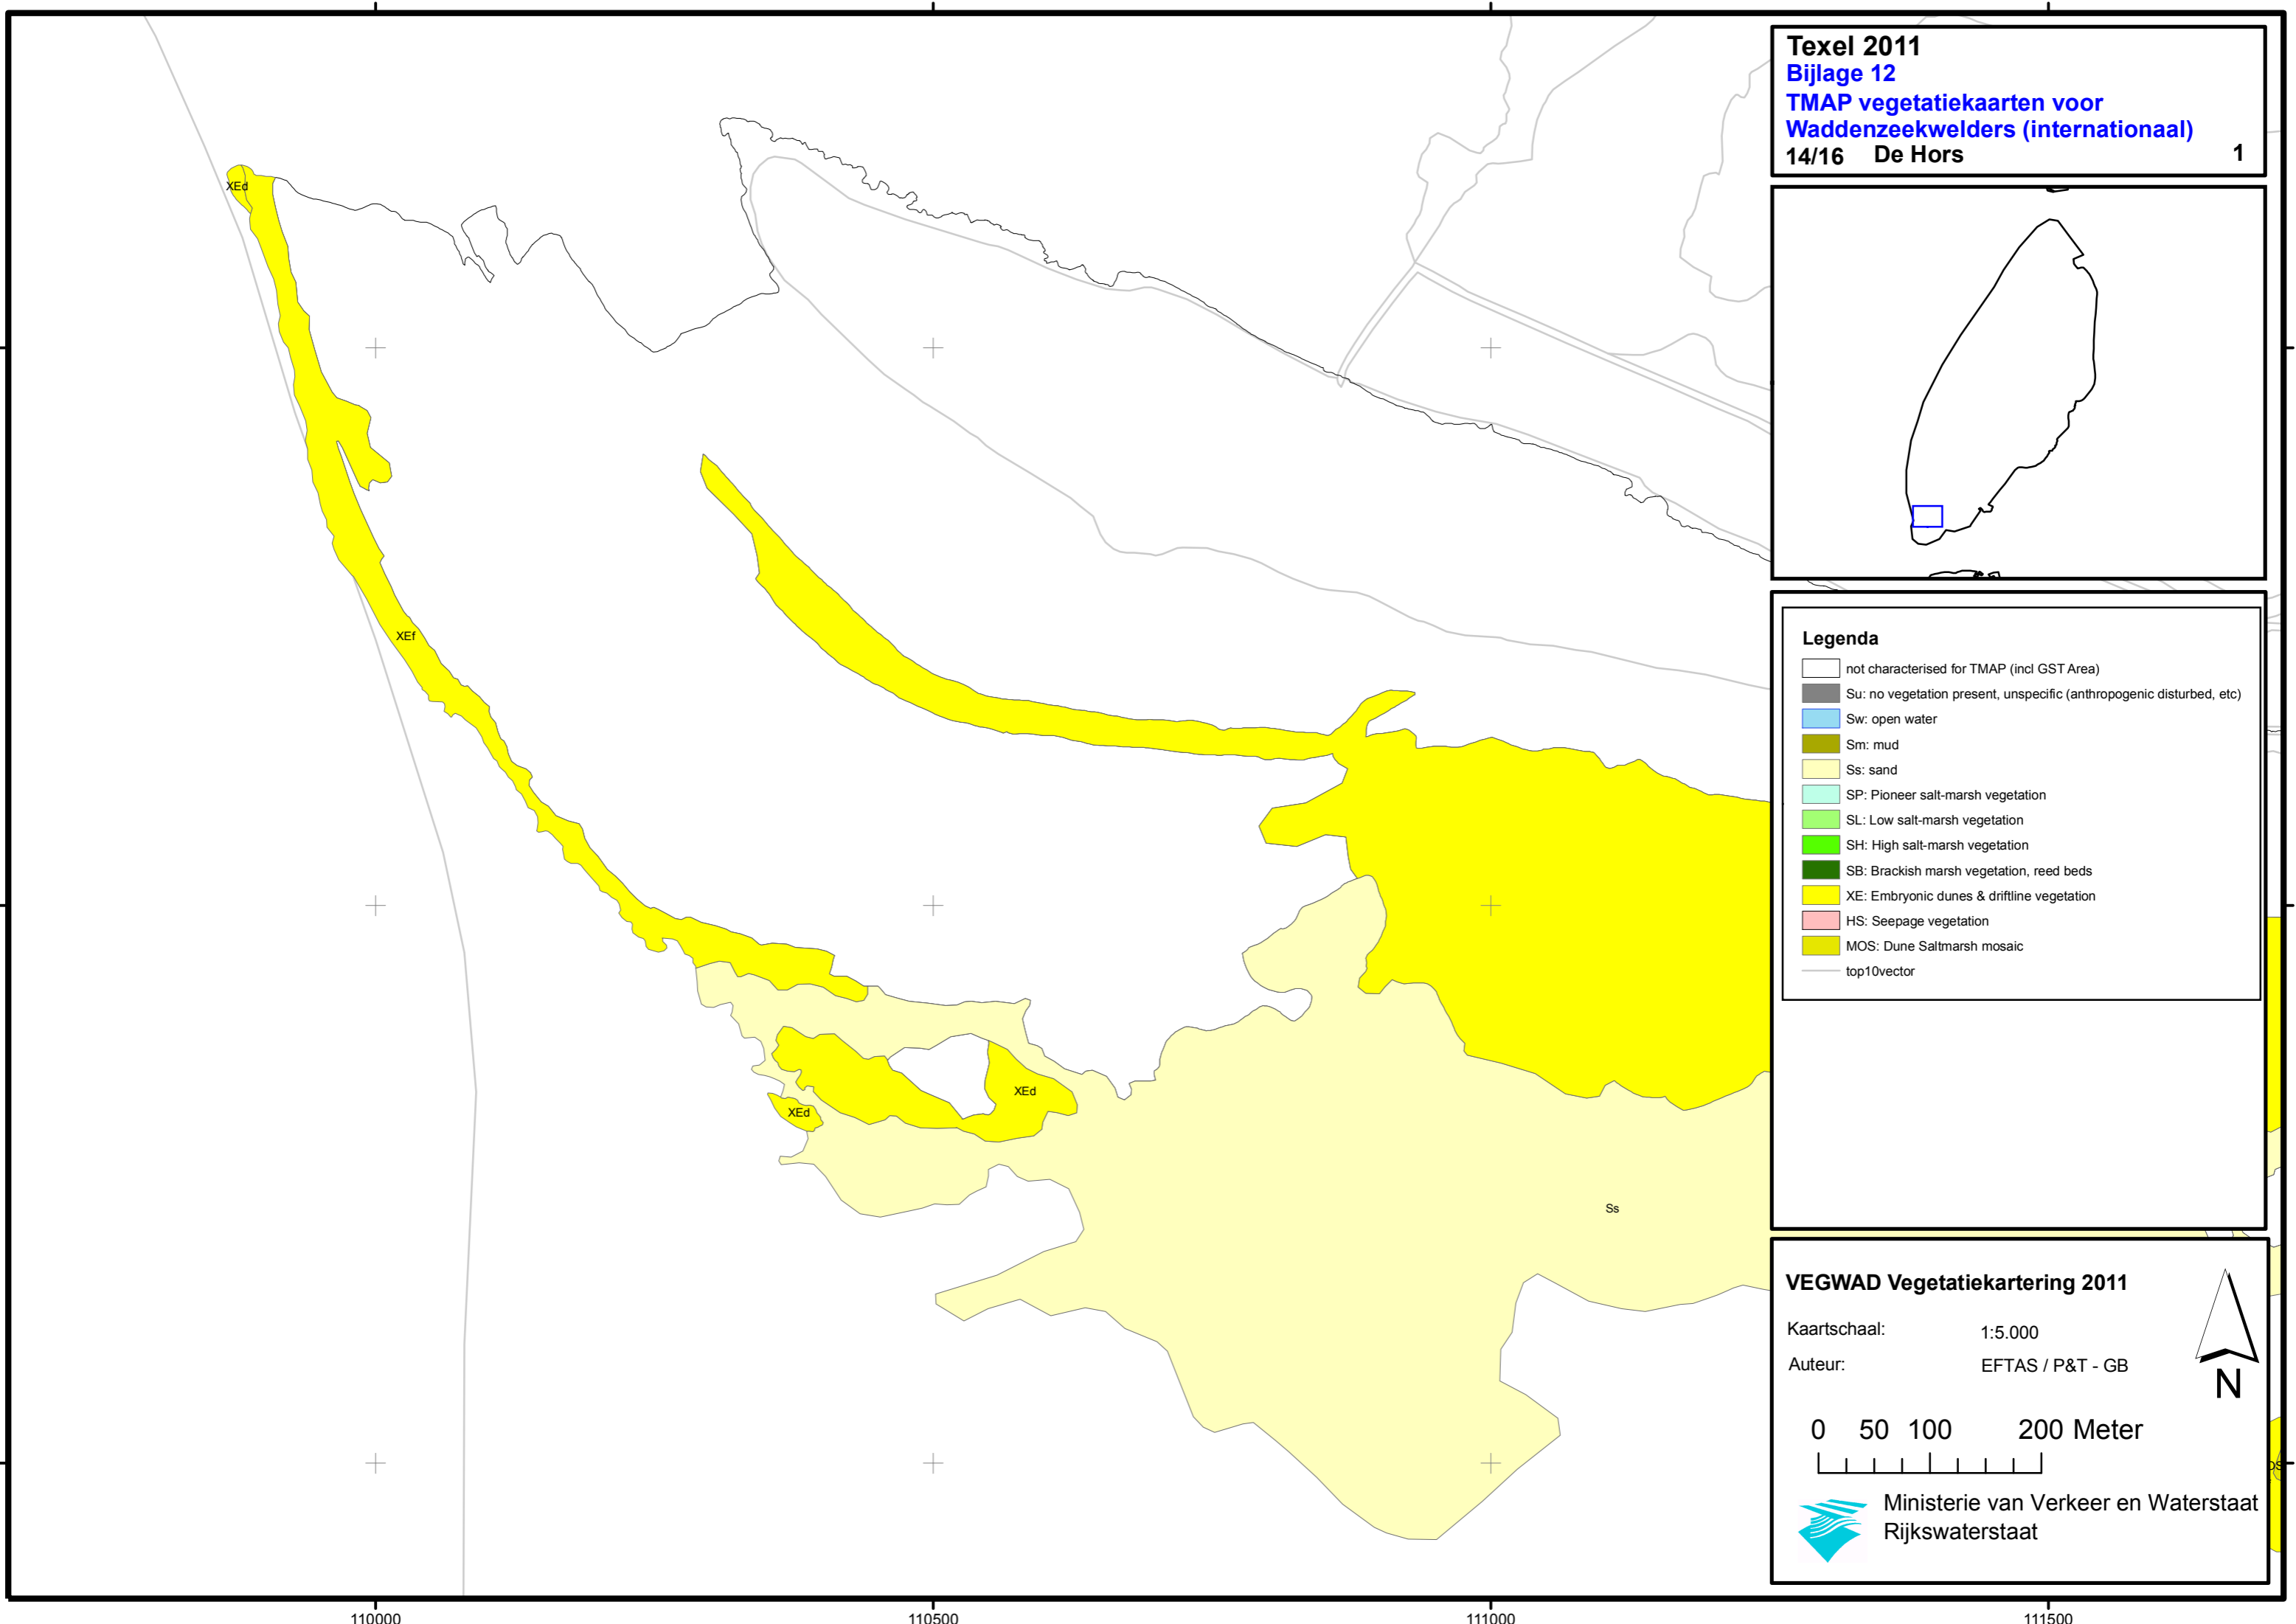 Texel 2011
Bijlage 12
TMAP vegetatiekaarten voor
Waddenzeekwelders (internationaal)
14/16 De Hors 1
XEd
XEf
XEd
XEd
Ss
Legenda
not characterised for TMAP (incl GST Area)
Su: no vegetation present, unspecific (anthropogenic disturbed, etc)
Sw: open water
Sm: mud
Ss: sand
SP: Pioneer salt-marsh vegetation
SL: Low salt-marsh vegetation
SH: High salt-marsh vegetation
SB: Brackish marsh vegetation, reed beds
XE: Embryonic dunes & driftline vegetation
HS: Seepage vegetation
MOS: Dune Saltmarsh mosaic
top10vector
VEGWAD Vegetatiekartering 2011
Kaartschaal: 1:5.000
Auteur: EFTAS / P&T - GB
N
0 50 100 200 Meter
Ministerie van Verkeer en Waterstaat
Rijkswaterstaat
110000 110500 111000 111500